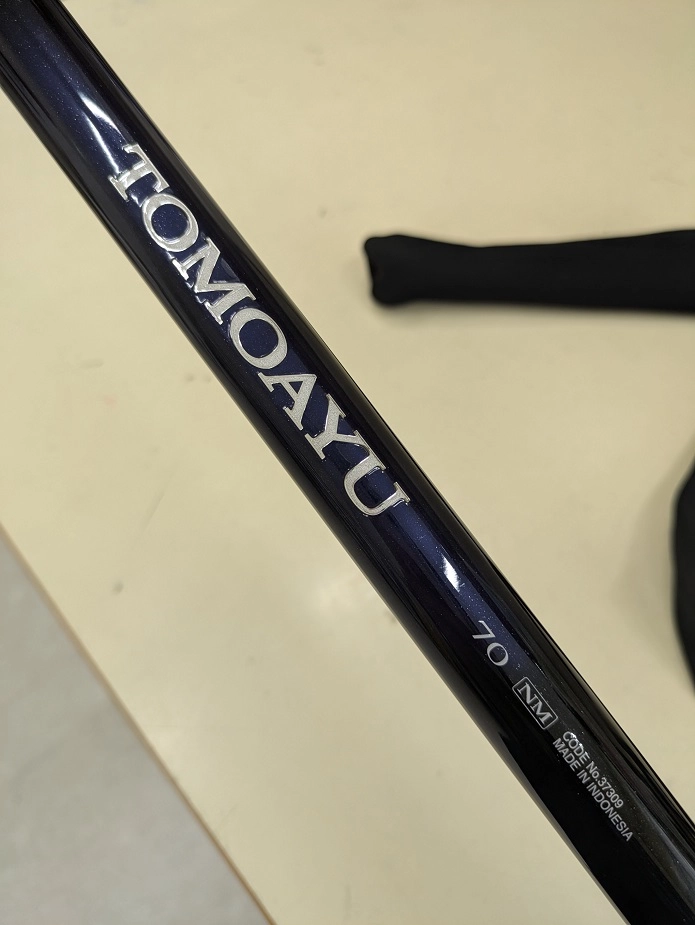 TOMOAYU
70 NM
CODE No.37309
MADE IN INDONESIA